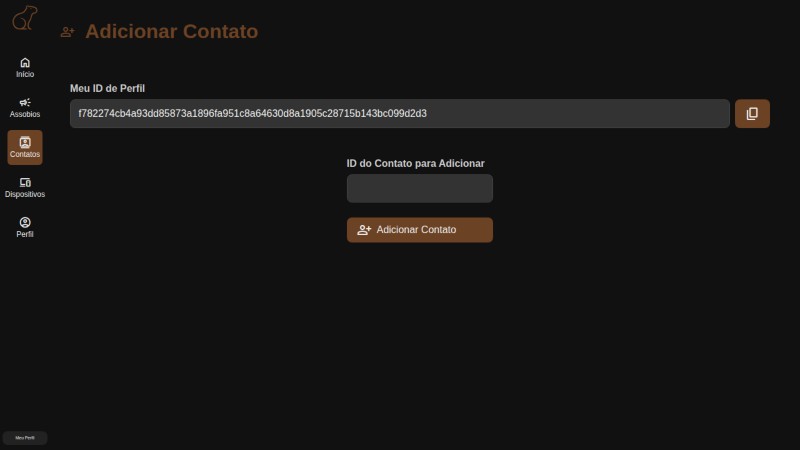 Adicionar Contato
Início
Assobios
Contatos
Dispositivos
Perfil
Meu ID de Perfil
f782274cb4a93dd85873a1896fa951c8a64630d8a1905c28715b143bc099d2d3
ID do Contato para Adicionar
Adicionar Contato
Meu Perfil